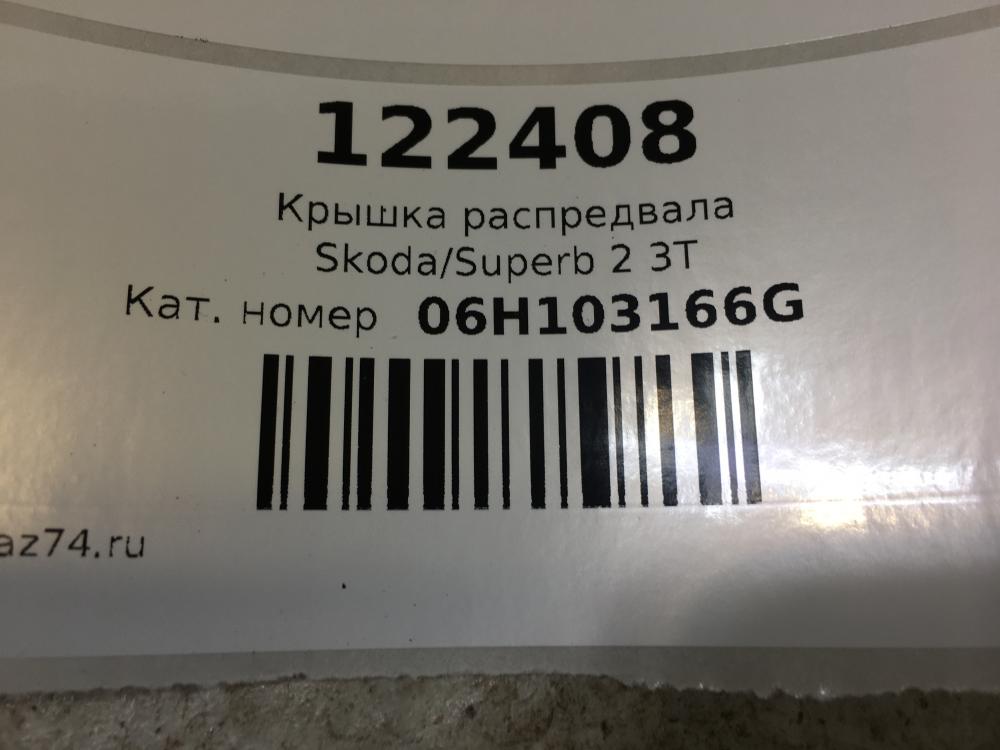 122408
Крышка распредвала
Skoda/Superb 2 3T
Кат. номер 06H103166G
az74.ru